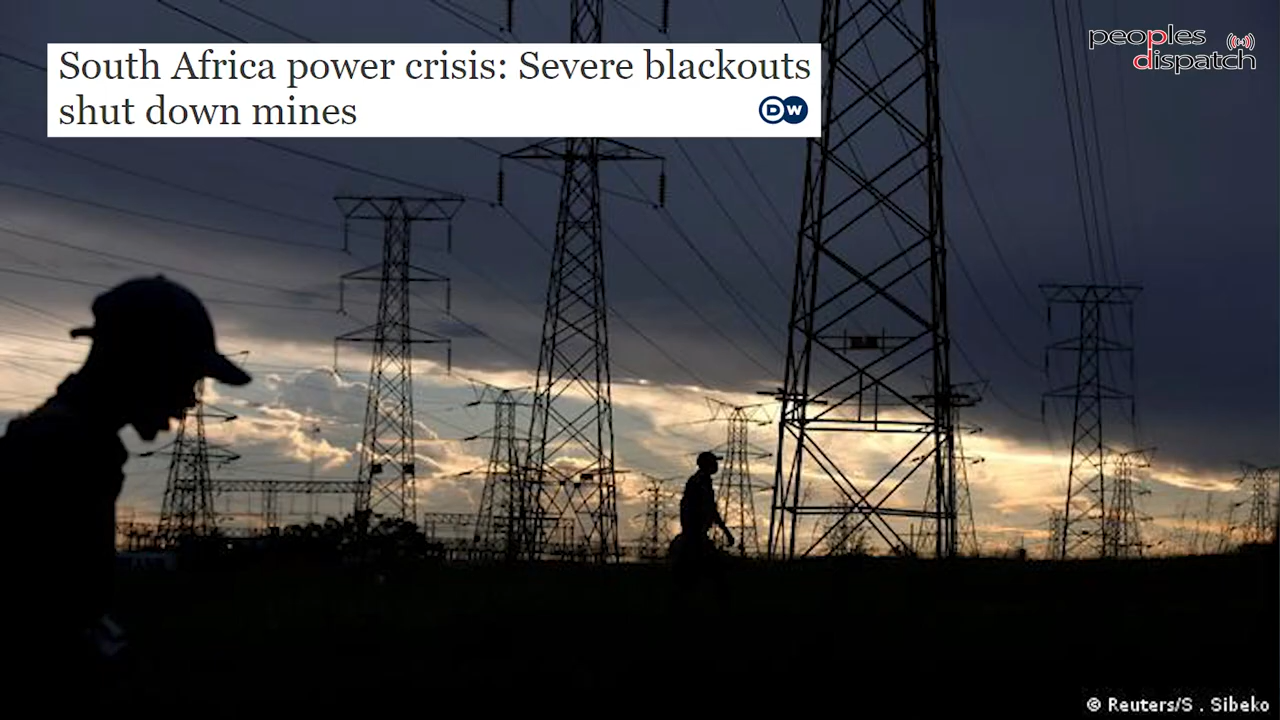 South Africa power crisis: Severe blackouts
shut down mines
DW
peoples
dispatch
© Reuters/S . Sibeko